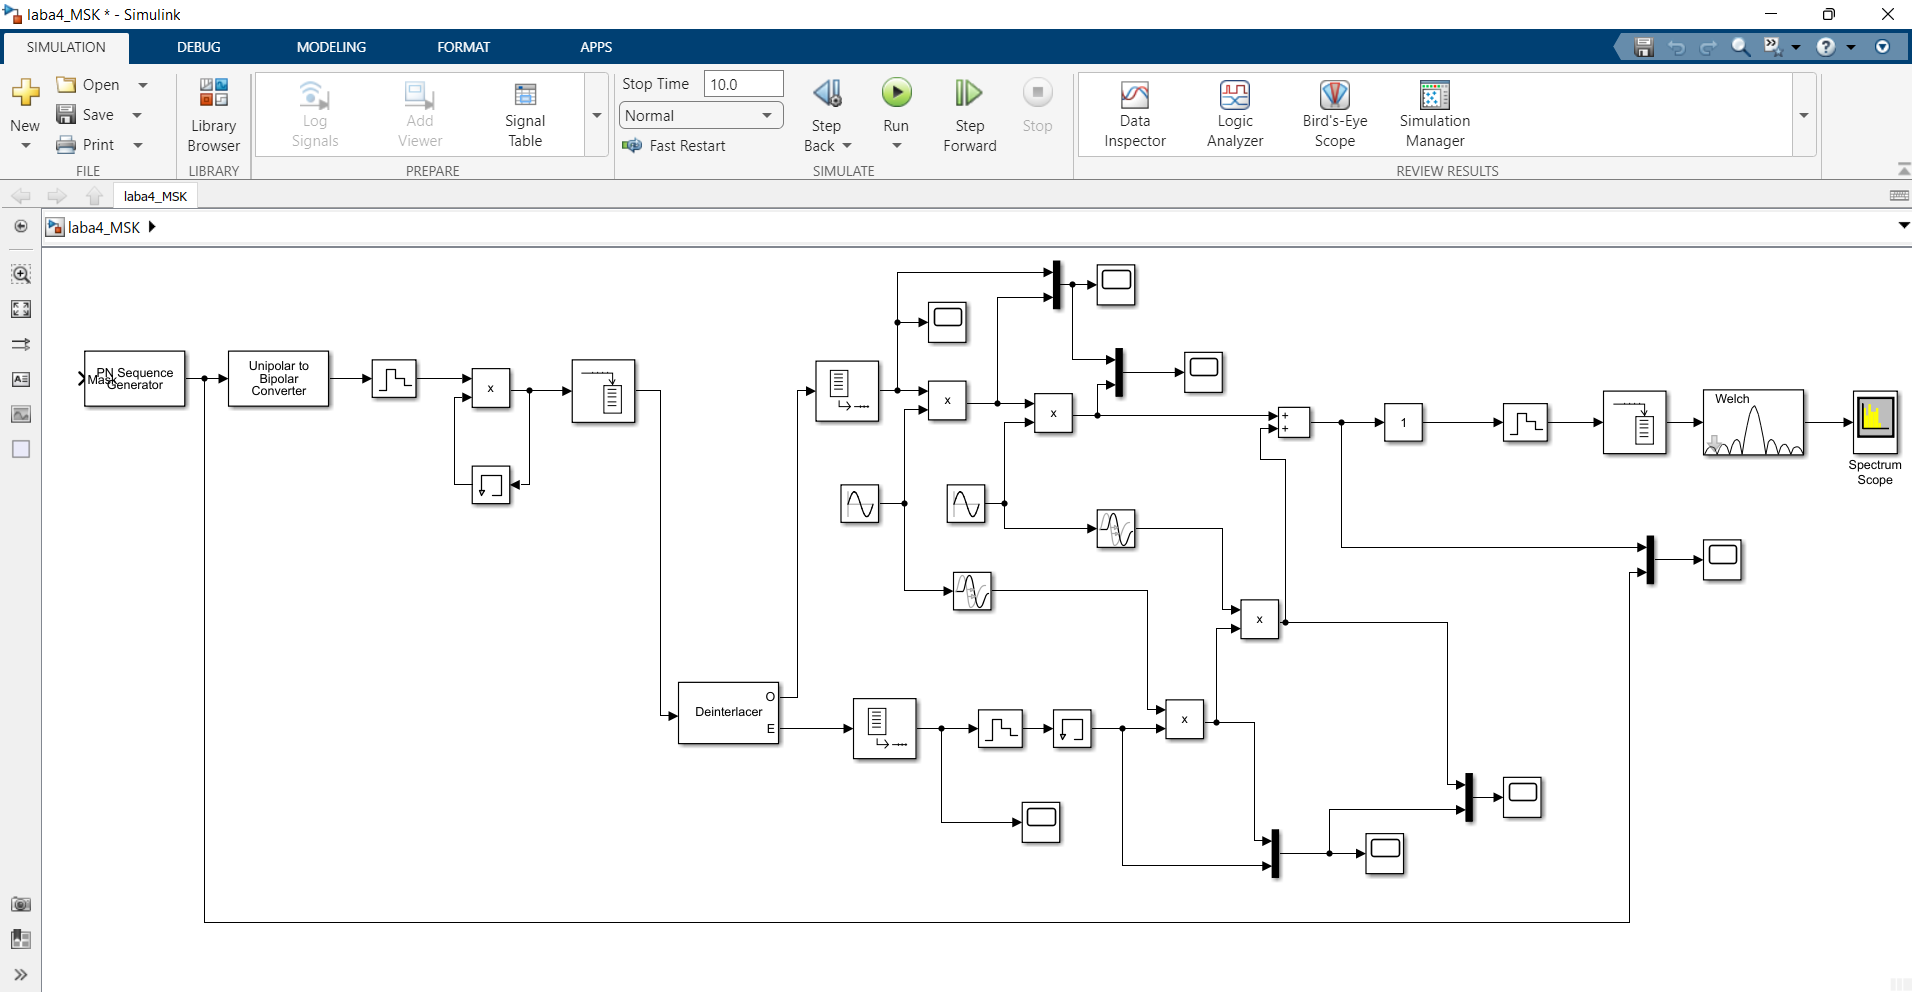 laba4_MSK * - Simulink
SIMULATION
DEBUG
MODELING
FORMAT
APPS
New
Open
Save
Print
FILE
Library
Browser
LIBRARY
Log
Signals
Add
Viewer
Signal
Table
PREPARE
Stop Time
10.0
Normal
Fast Restart
Step
Back
Run
Step
Forward
Stop
SIMULATE
Data
Inspector
Logic
Analyzer
Bird's-Eye
Scope
Simulation
Manager
REVIEW RESULTS
laba4_MSK
laba4_MSK
Mask
PN Sequence
Generator
Unipolar to
Bipolar
Converter
x
x
x
+
+
1
Welch
Spectrum
Scope
x
Deinterlacer
O
E
x